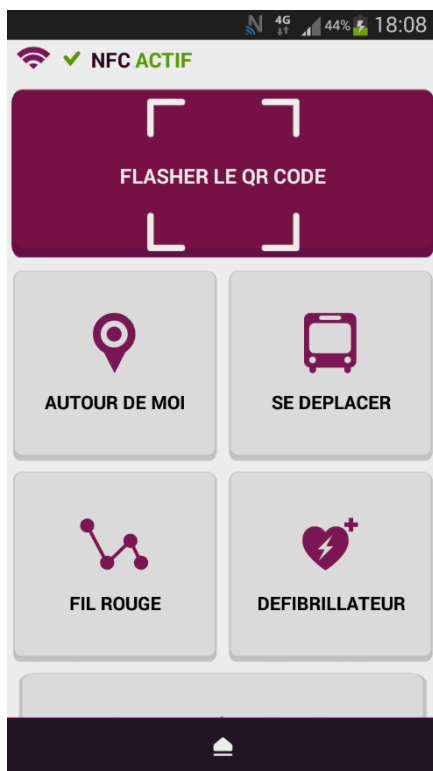 4G 44% 18:08
NFC ACTIF
FLASHER LE QR CODE
AUTOUR DE MOI
SE DEPLACER
FIL ROUGE
DEFIBRILLATEUR